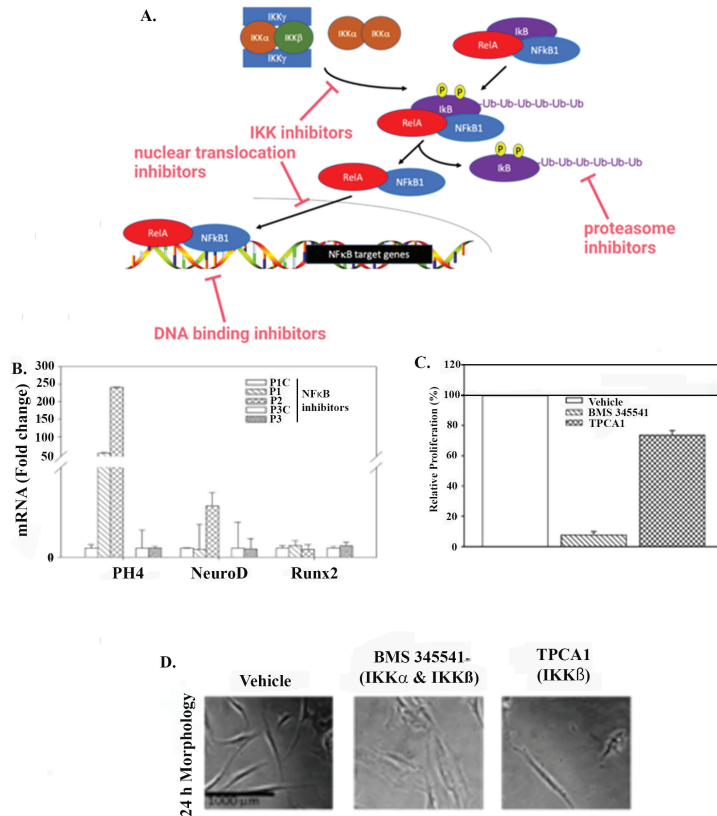 A.
IKKγ
IKKα
IKKβ
IKKγ
IKKα
IKKα
IkB
RelA
NFkB1
P
P
IkB
-Ub-Ub-Ub-Ub-Ub-Ub
RelA
NFkB1
IKK inhibitors
nuclear translocation
inhibitors
RelA
NFkB1
P
P
IkB
-Ub-Ub-Ub-Ub-Ub-Ub
proteasome
inhibitors
RelA
NFkB1
NFκB target genes
DNA binding inhibitors
B.
mRNA (Fold change)
300
250
200
150
100
50
0
P1C
P1
P2
P3C
P3
NFκB
inhibitors
PH4
NeuroD
Runx2
C.
Relative Proliferation (%)
120
100
80
60
40
20
0
Vehicle
BMS 345541
TPCA1
D.
24 h Morphology
Vehicle
BMS 345541-
(IKKα & IKKß)
TPCA1
(IKKß)
1000 μm